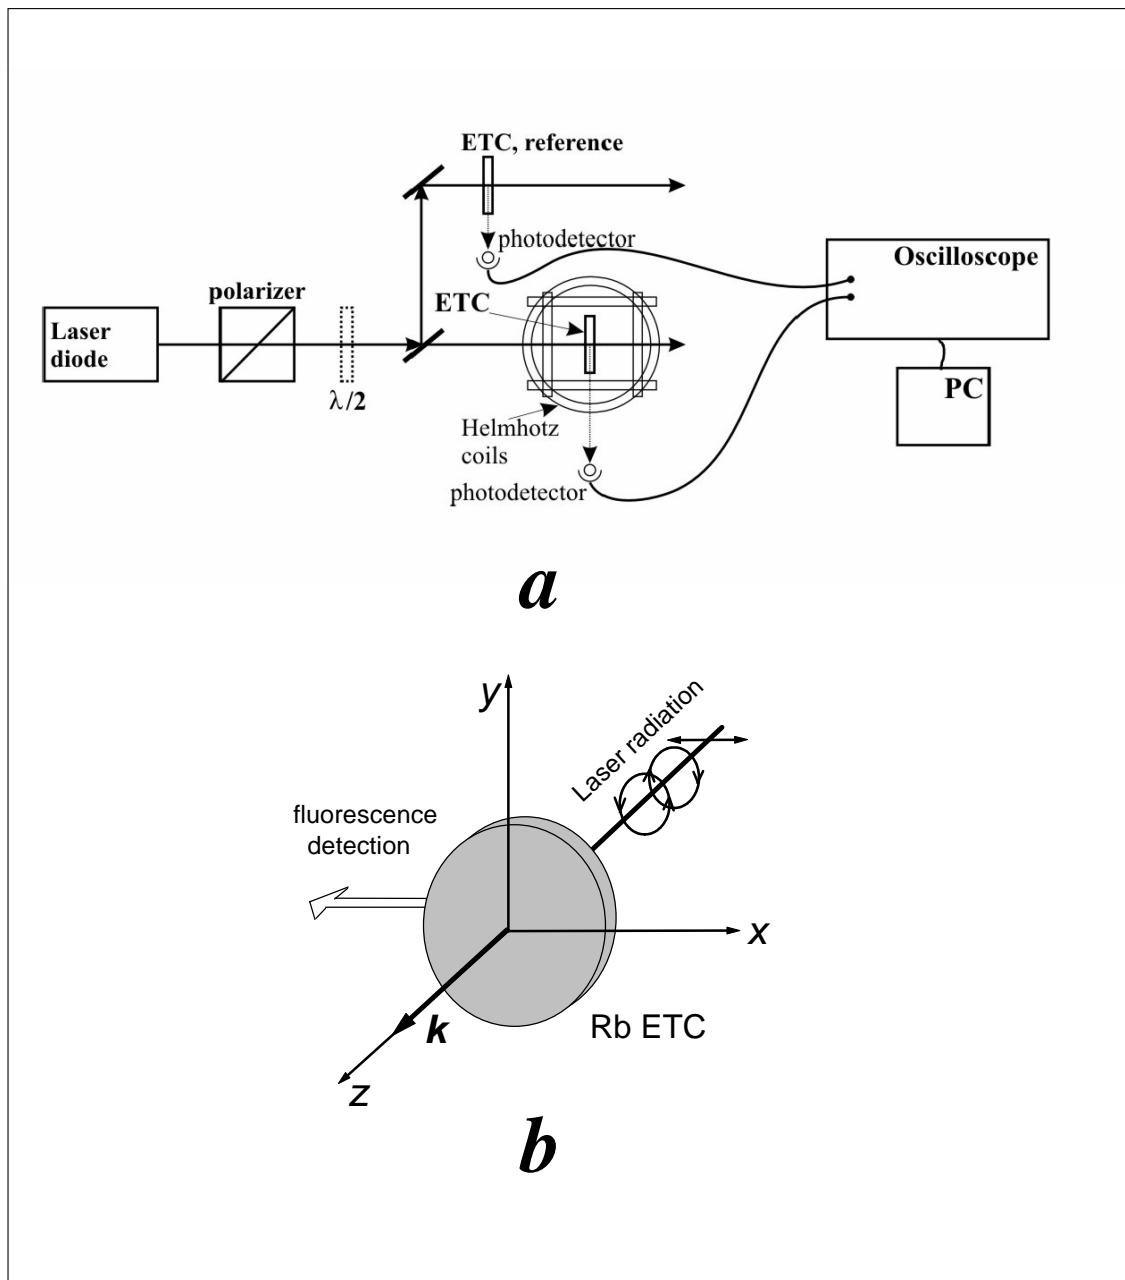 ETC, reference
photodetector
Oscilloscope
polarizer
ETC
Laser
diode
λ/2
PC
Helmhotz
coils
photodetector
a
y
Laser radiation
fluorescence
detection
x
k
Rb ETC
z
b